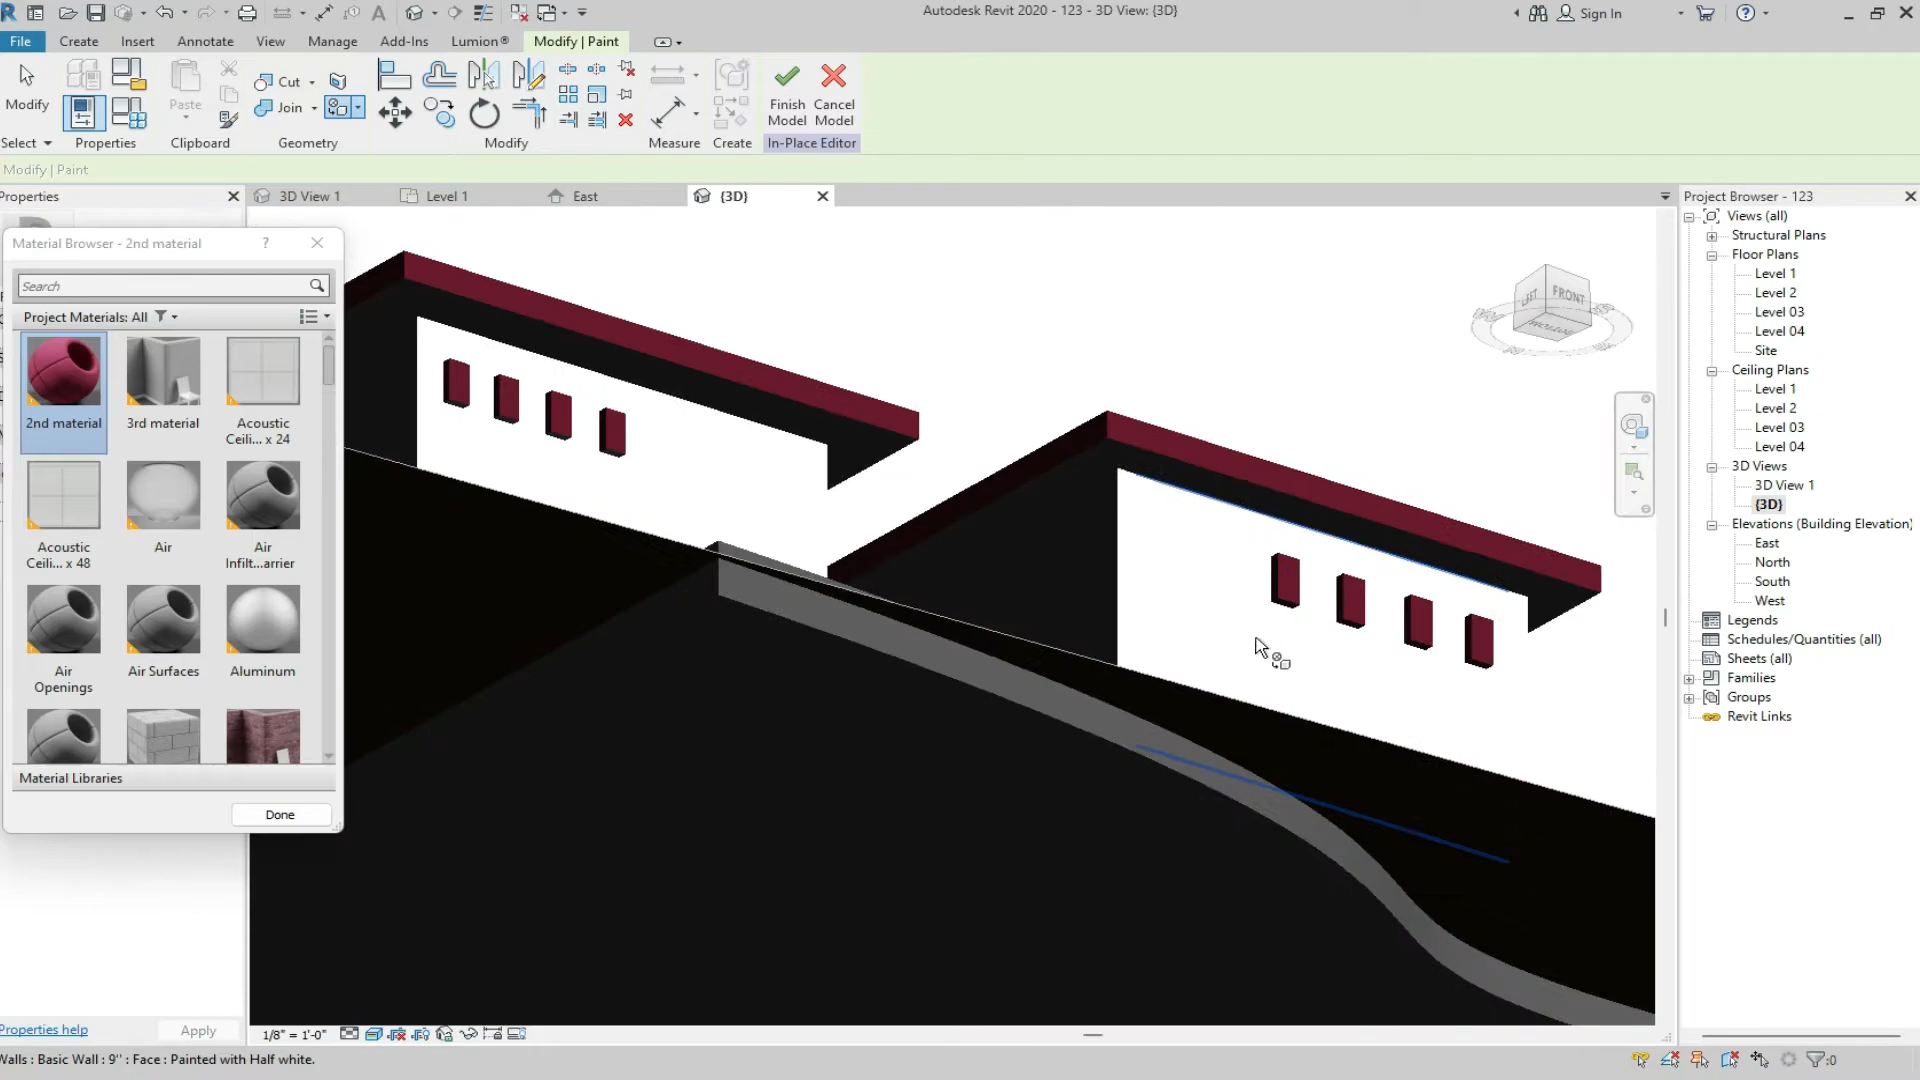 Autodesk Revit 2020 - 123 - 3D View: {3D}
Sign In
File Create Insert Annotate View Manage Add-Ins Lumion® Modify | Paint
Modify
Paste
Cut
Join
Finish Model
Cancel Model
Select Properties Clipboard Geometry Modify Measure Create In-Place Editor
Modify | Paint
Properties
3D View 1
Level 1
East
{3D}
Project Browser - 123
Material Browser - 2nd material
?
Search
Project Materials: All
2nd material
3rd material
Acoustic
Ceili... x 24
Acoustic
Ceili... x 48
Air
Air
Infilt...arrier
Air
Openings
Air Surfaces
Aluminum
Material Libraries
Done
LEFT
FRONT
BOTTOM
Views (all)
Structural Plans
Floor Plans
Level 1
Level 2
Level 03
Level 04
Site
Ceiling Plans
Level 1
Level 2
Level 03
Level 04
3D Views
3D View 1
{3D}
Elevations (Building Elevation)
East
North
South
West
Legends
Schedules/Quantities (all)
Sheets (all)
Families
Groups
Revit Links
Properties help
Apply
1/8" = 1'-0"
Walls : Basic Wall : 9" : Face : Painted with Half white.
:0